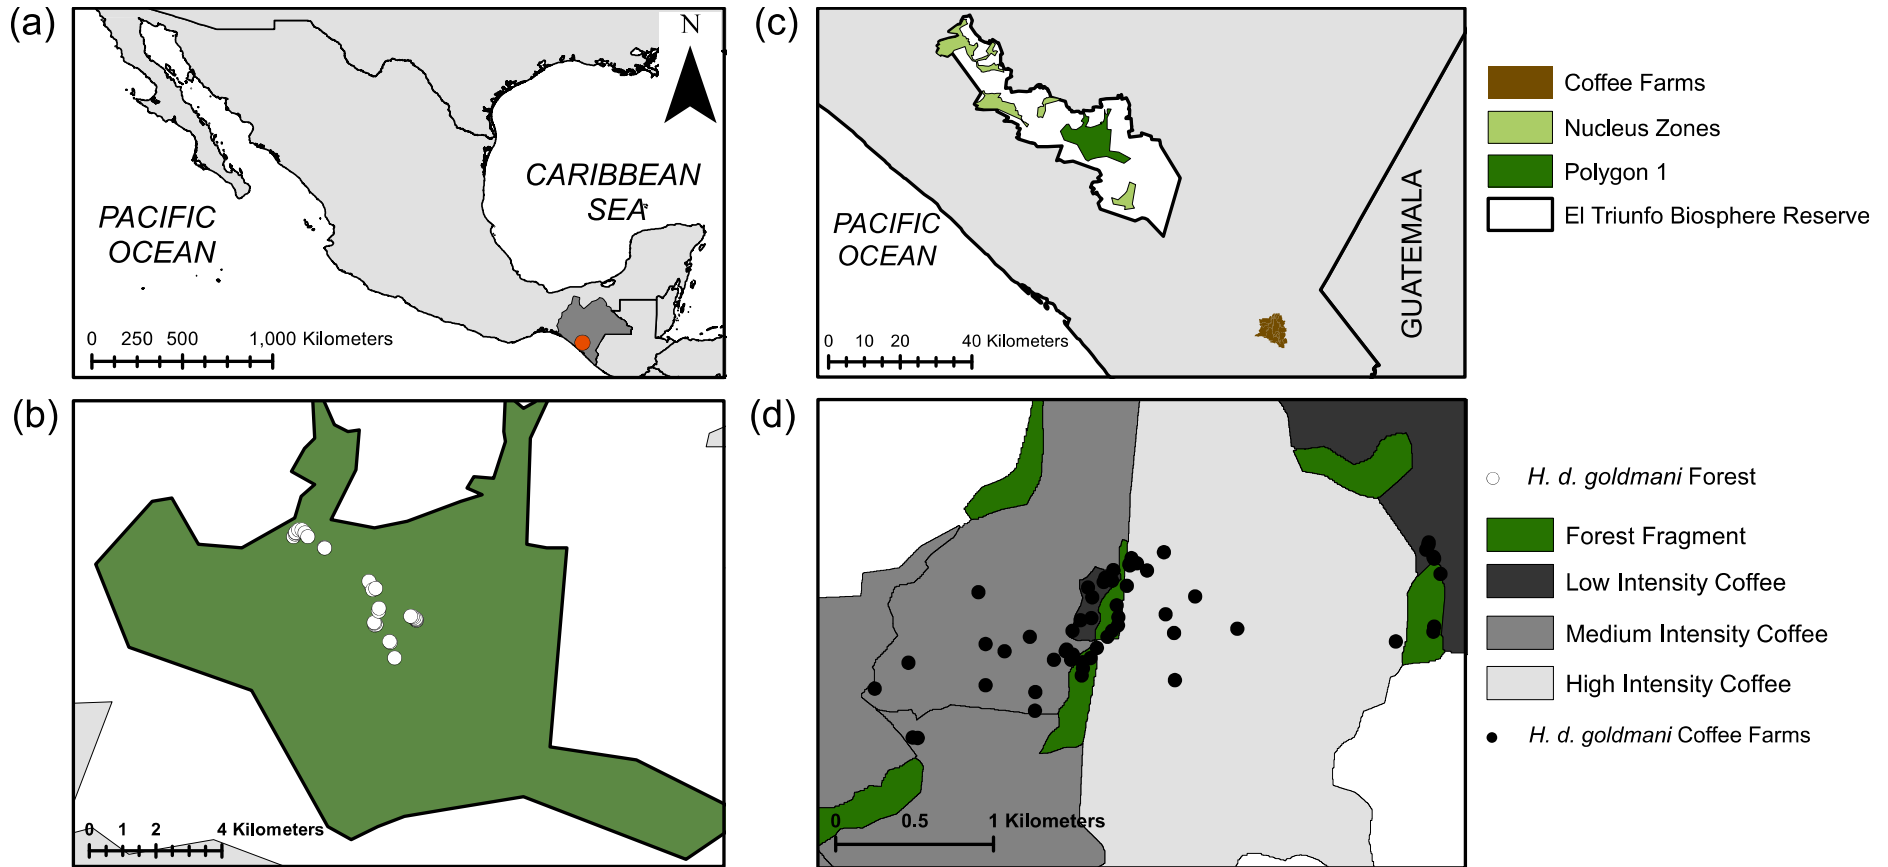 (a)
N
CARIBBEAN
SEA
PACIFIC
OCEAN
0 250 500 1,000 Kilometers
(c)
PACIFIC
OCEAN
GUATEMALA
0 10 20 40 Kilometers
Coffee Farms
Nucleus Zones
Polygon 1
El Triunfo Biosphere Reserve
(b)
0 1 2 4 Kilometers
(d)
0 0.5 1 Kilometers
H. d. goldmani Forest
Forest Fragment
Low Intensity Coffee
Medium Intensity Coffee
High Intensity Coffee
H. d. goldmani Coffee Farms